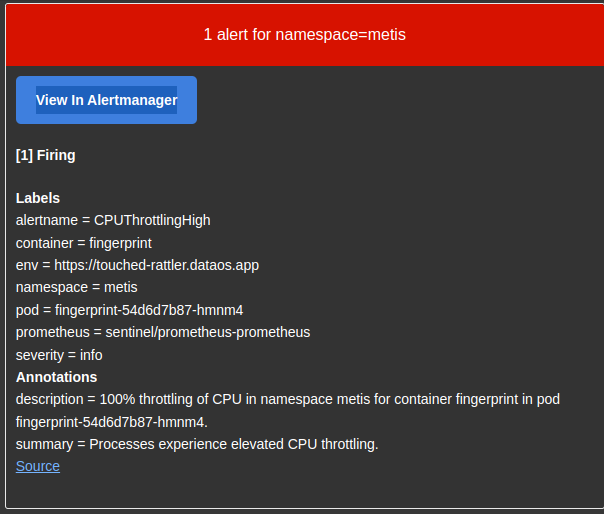 1 alert for namespace=metis
View In Alertmanager
[1] Firing
Labels
alertname = CPUThrottlingHigh
container = fingerprint
env = https://touched-rattler.dataos.app
namespace = metis
pod = fingerprint-54d6d7b87-hmnm4
prometheus = sentinel/prometheus-prometheus
severity = info
Annotations
description = 100% throttling of CPU in namespace metis for container fingerprint in pod
fingerprint-54d6d7b87-hmnm4.
summary = Processes experience elevated CPU throttling.
Source